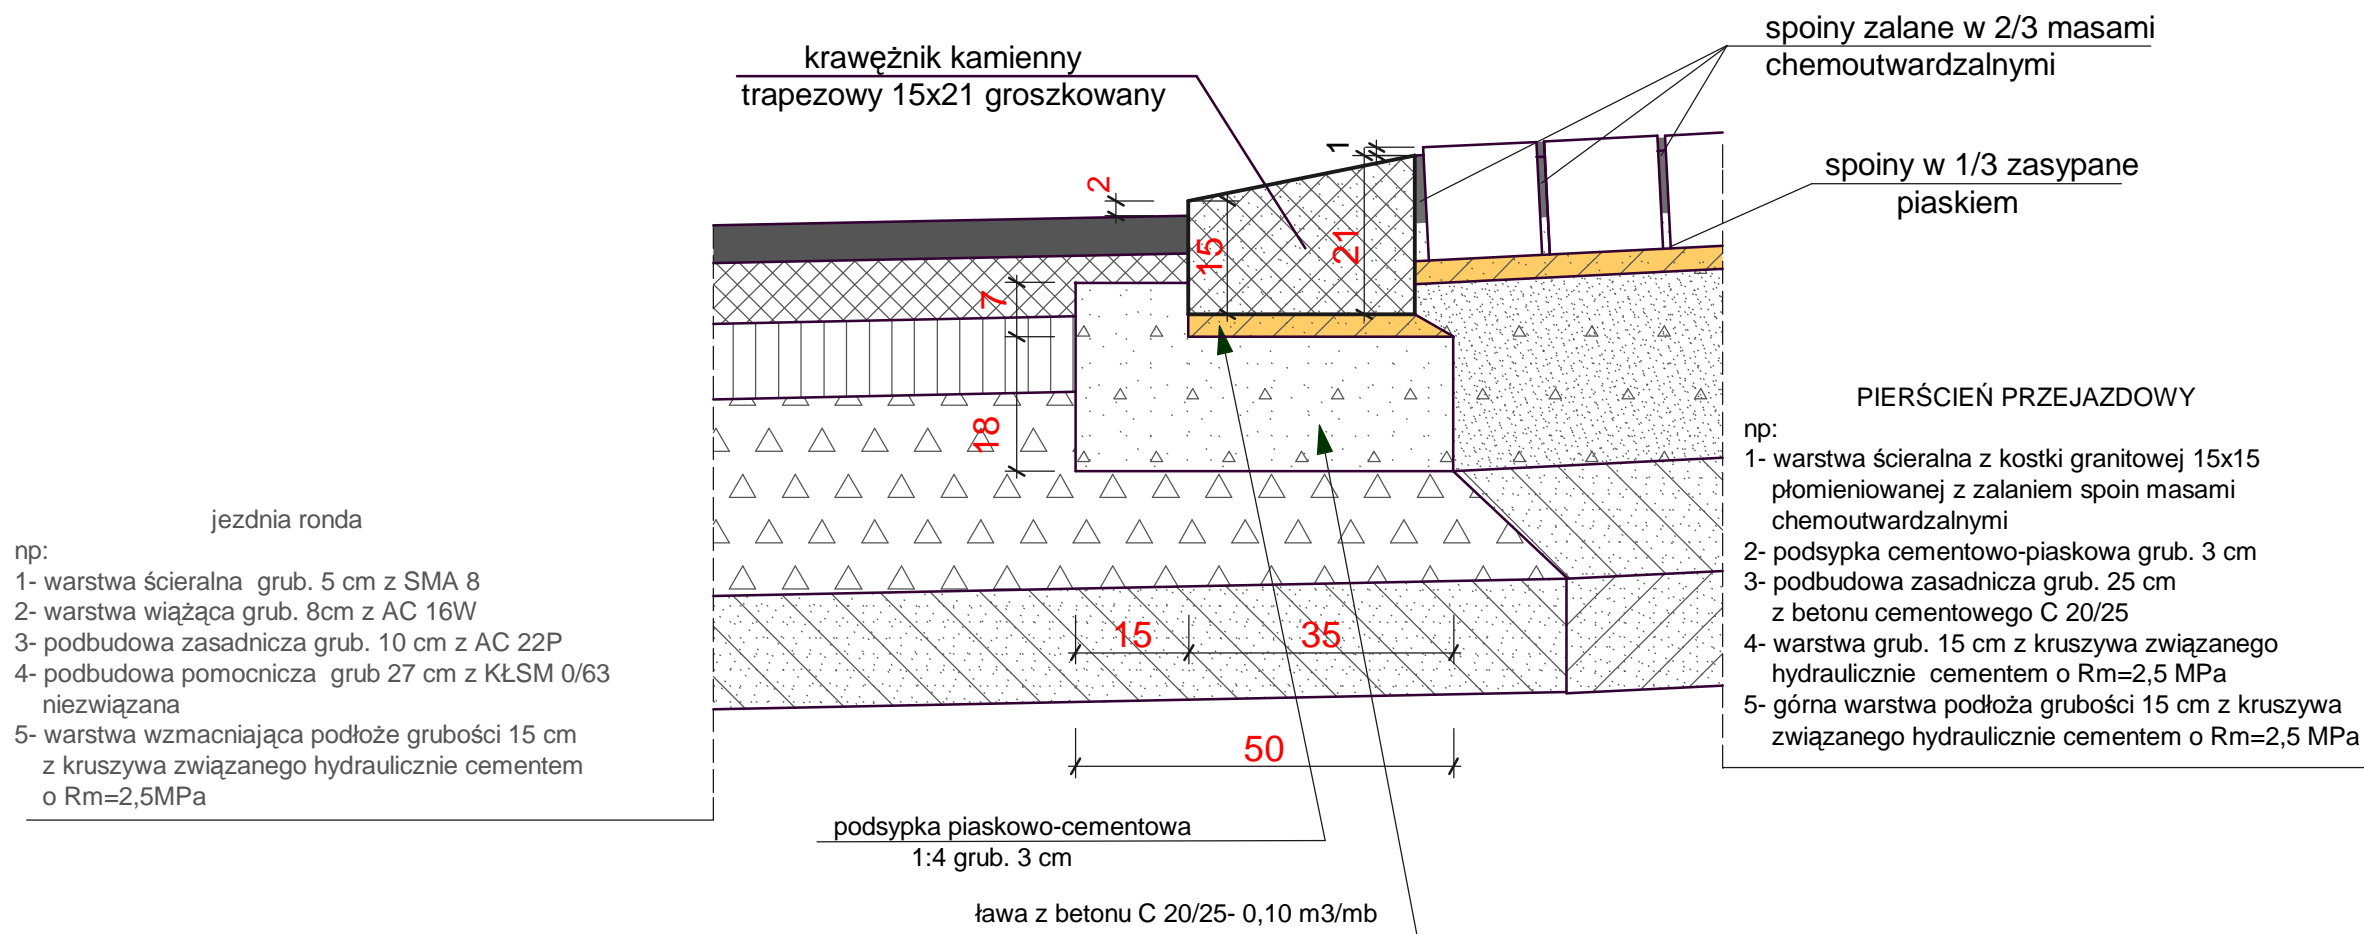 krawężnik kamienny
trapezowy 15x21 groszkowany
spoiny zalane w 2/3 masami
chemoutwardzalnymi
spoiny w 1/3 zasypane
piaskiem
1
2
15
21
7
18
15
35
50
jezdnia ronda
np:
1- warstwa ścieralna  grub. 5 cm z SMA 8
2- warstwa wiążąca grub. 8cm z AC 16W
3- podbudowa zasadnicza grub. 10 cm z AC 22P
4- podbudowa pomocnicza  grub 27 cm z KŁSM 0/63
niezwiązana
5- warstwa wzmacniająca podłoże grubości 15 cm
z kruszywa związanego hydraulicznie cementem
o Rm=2,5MPa
PIERŚCIEŃ PRZEJAZDOWY
np:
1- warstwa ścieralna z kostki granitowej 15x15
płomieniowanej z zalaniem spoin masami
chemoutwardzalnymi
2- podsypka cementowo-piaskowa grub. 3 cm
3- podbudowa zasadnicza grub. 25 cm
z betonu cementowego C 20/25
4- warstwa grub. 15 cm z kruszywa związanego
hydraulicznie  cementem o Rm=2,5 MPa
5- górna warstwa podłoża grubości 15 cm z kruszywa
związanego hydraulicznie cementem o Rm=2,5 MPa
podsypka piaskowo-cementowa
1:4 grub. 3 cm
ława z betonu C 20/25- 0,10 m3/mb